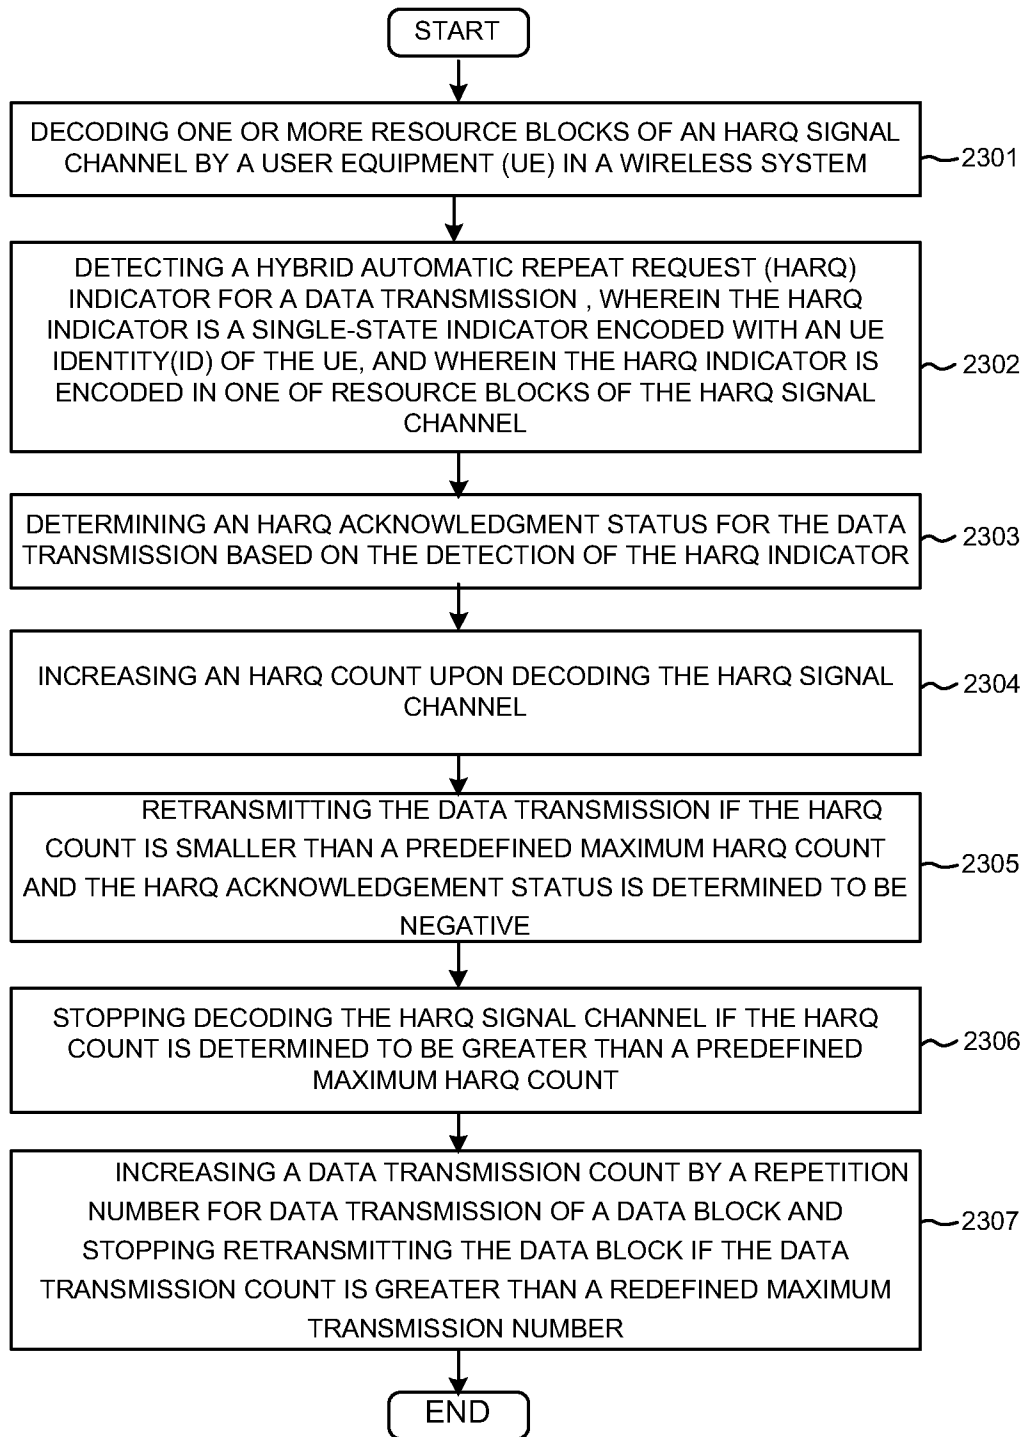 START
DECODING ONE OR MORE RESOURCE BLOCKS OF AN HARQ SIGNAL
CHANNEL BY A USER EQUIPMENT (UE) IN A WIRELESS SYSTEM
2301
DETECTING A HYBRID AUTOMATIC REPEAT REQUEST (HARQ)
INDICATOR FOR A DATA TRANSMISSION , WHEREIN THE HARQ
INDICATOR IS A SINGLE-STATE INDICATOR ENCODED WITH AN UE
IDENTITY(ID) OF THE UE, AND WHEREIN THE HARQ INDICATOR IS
ENCODED IN ONE OF RESOURCE BLOCKS OF THE HARQ SIGNAL
CHANNEL
2302
DETERMINING AN HARQ ACKNOWLEDGMENT STATUS FOR THE DATA
TRANSMISSION BASED ON THE DETECTION OF THE HARQ INDICATOR
2303
INCREASING AN HARQ COUNT UPON DECODING THE HARQ SIGNAL
CHANNEL
2304
RETRANSMITTING THE DATA TRANSMISSION IF THE HARQ
COUNT IS SMALLER THAN A PREDEFINED MAXIMUM HARQ COUNT
AND THE HARQ ACKNOWLEDGEMENT STATUS IS DETERMINED TO BE
NEGATIVE
2305
STOPPING DECODING THE HARQ SIGNAL CHANNEL IF THE HARQ
COUNT IS DETERMINED TO BE GREATER THAN A PREDEFINED
MAXIMUM HARQ COUNT
2306
INCREASING A DATA TRANSMISSION COUNT BY A REPETITION
NUMBER FOR DATA TRANSMISSION OF A DATA BLOCK AND
STOPPING RETRANSMITTING THE DATA BLOCK IF THE DATA
TRANSMISSION COUNT IS GREATER THAN A REDEFINED MAXIMUM
TRANSMISSION NUMBER
2307
END